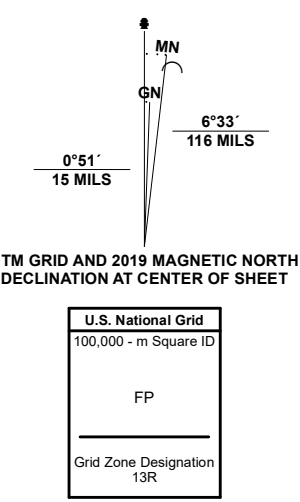 MN
GN
6°33´
116 MILS
0°51´
15 MILS
TM GRID AND 2019 MAGNETIC NORTH
DECLINATION AT CENTER OF SHEET
U.S. National Grid
100,000 - m Square ID
FP
Grid Zone Designation
13R